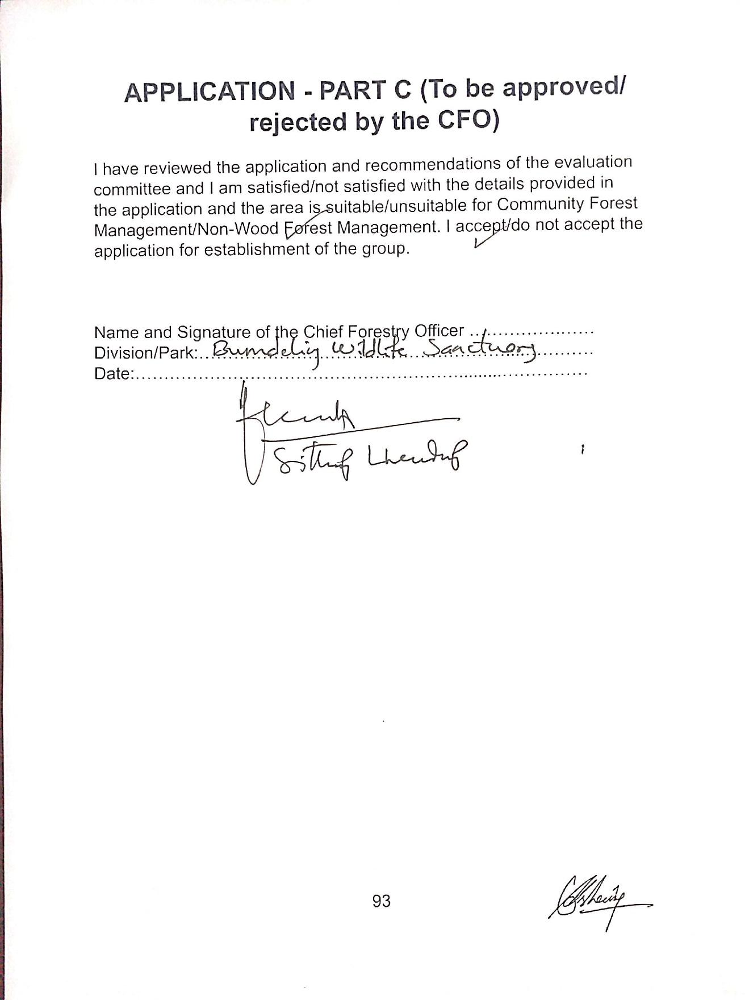 APPLICATION - PART C (To be approved/
rejected by the CFO)
I have reviewed the application and recommendations of the evaluation
committee and I am satisfied/not satisfied with the details provided in
the application and the area is suitable/unsuitable for Community Forest
Management/Non-Wood Forest Management. I accept/do not accept the
application for establishment of the group.
Name and Signature of the Chief Forestry Officer ........................
Division/Park:..Bumdelig Wildlife Sanctuary..........
Date:................................................................................
Lhendup
93